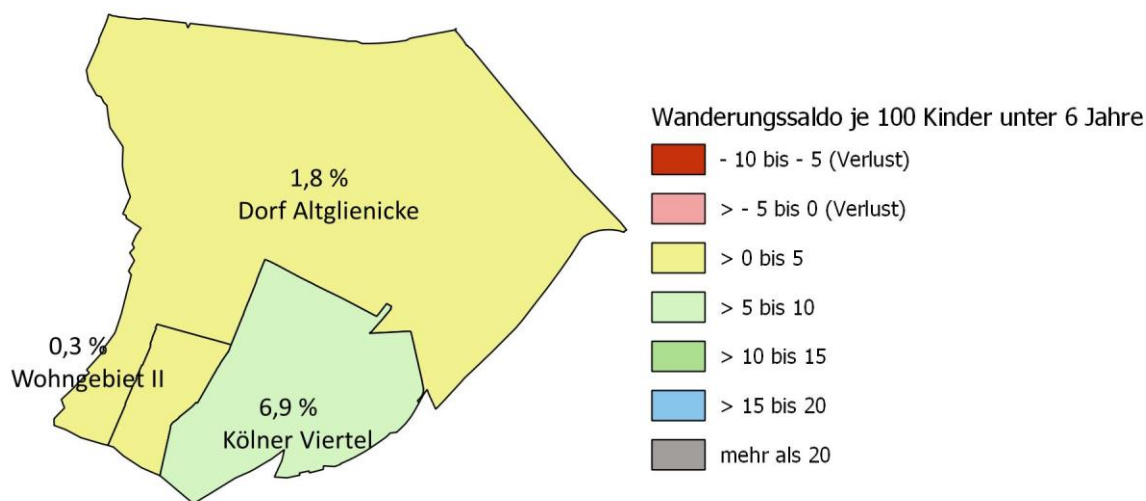 1,8 %
Dorf Altglienicke
0,3 %
Wohngebiet II
6,9 %
Kölner Viertel
Wanderungssaldo je 100 Kinder unter 6 Jahre
- 10 bis - 5 (Verlust)
> - 5 bis 0 (Verlust)
> 0 bis 5
> 5 bis 10
> 10 bis 15
> 15 bis 20
mehr als 20